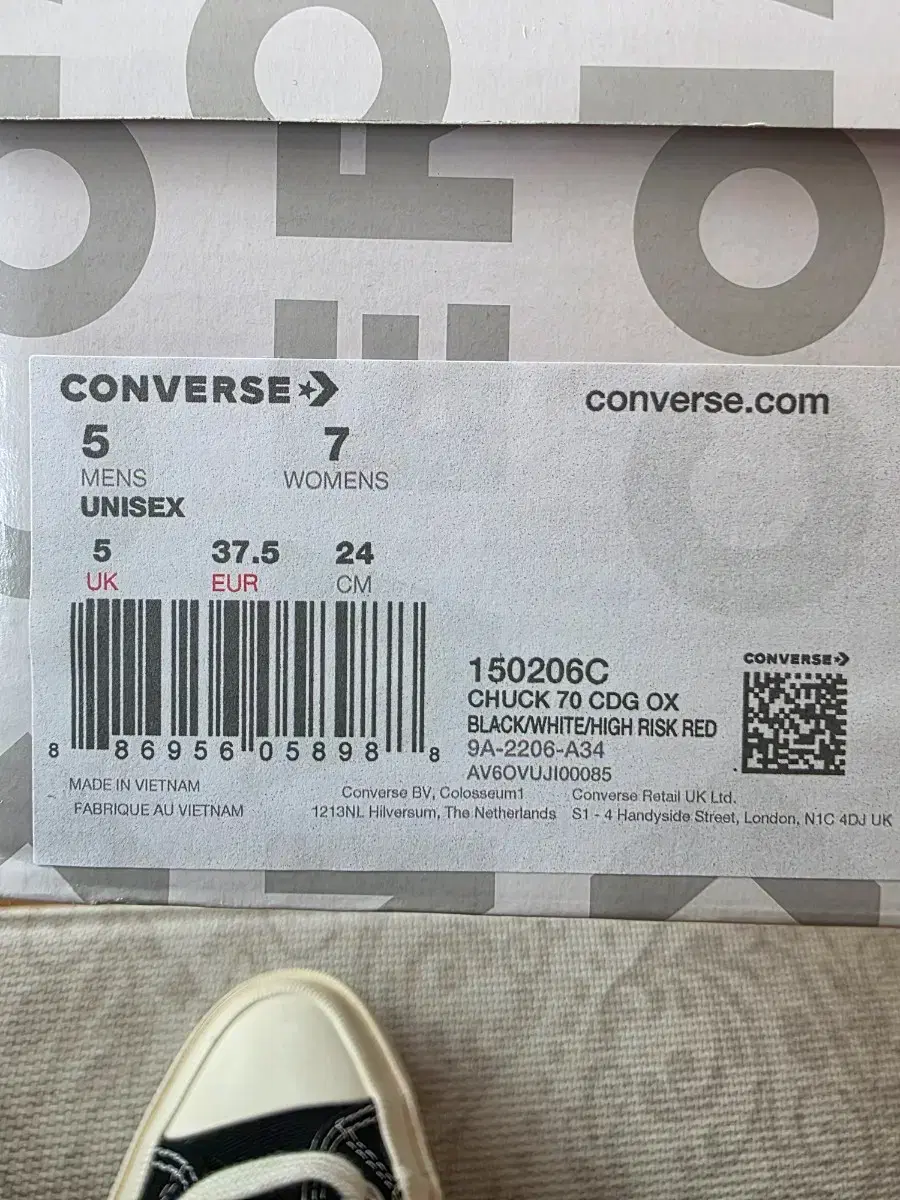 CONVERSE
converse.com
5 7
MENS WOMENS
UNISEX
5 37.5 24
UK EUR CM
CONVERSE
150206C
CHUCK 70 CDG OX
BLACK/WHITE/HIGH RISK RED
9A-2206-A34
AV6OVUJI00085
8 86956 05898 8
MADE IN VIETNAM
FABRIQUE AU VIETNAM
Converse BV, Colosseum1
1213NL Hilversum, The Netherlands
Converse Retail UK Ltd.
S1 - 4 Handyside Street, London, N1C 4DJ UK